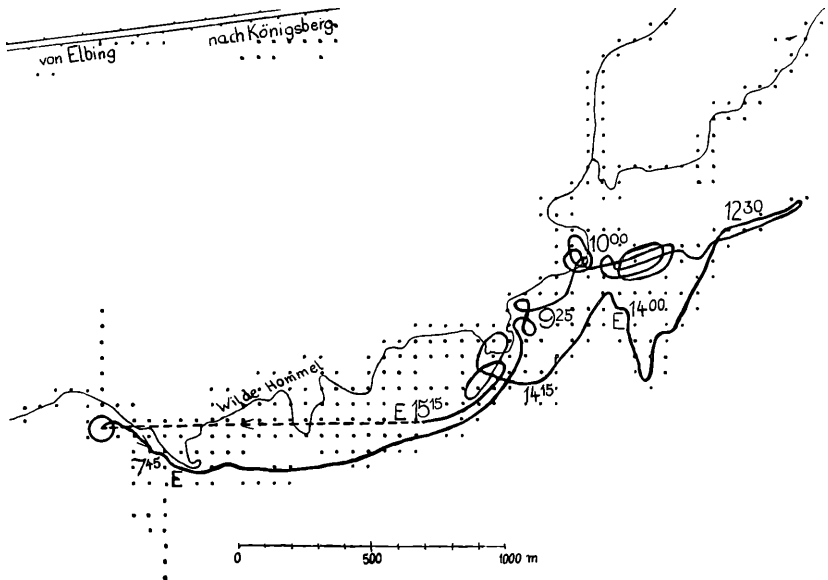 von Elbing
nach Königsberg
12³⁰
10⁰⁰
9²⁵
E 14⁰⁰
Wilde Hommel
E 15¹⁵
14¹⁵
7⁴⁵
E
0 500 1000 m